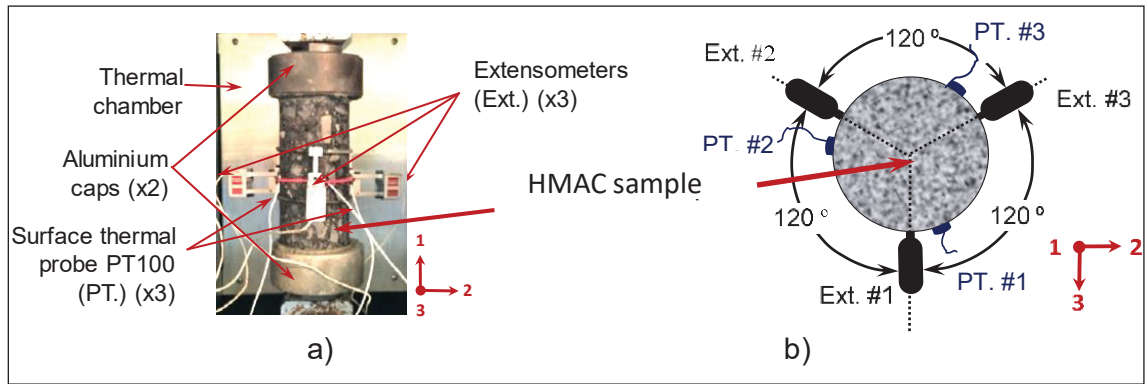 Thermal
chamber
Aluminium
caps (x2)
Surface thermal
probe PT100
(PT.) (x3)
Extensometers
(Ext.) (x3)
1
2
3
a)
HMAC sample
120 º
PT. #3
Ext. #2
Ext. #3
PT. #2
120 º
120 º
Ext. #1
PT. #1
1
2
3
b)